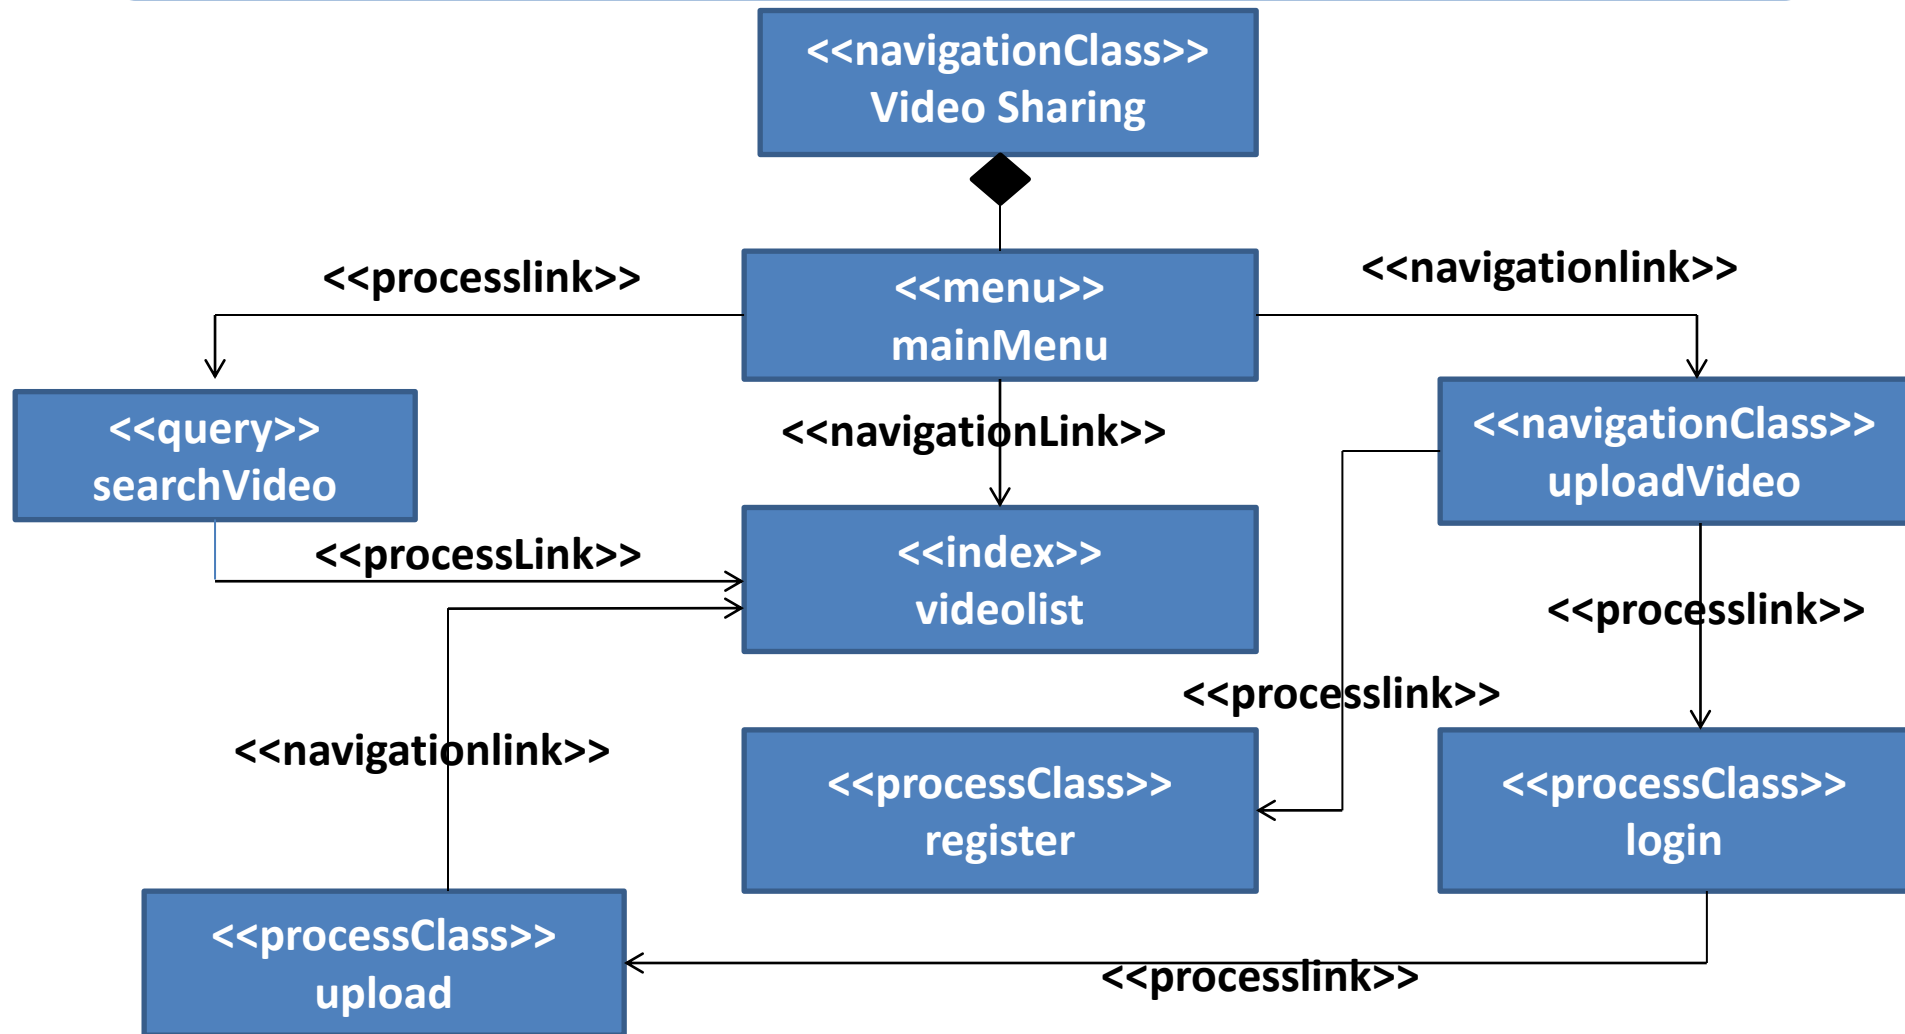 <<navigationClass>>
Video Sharing
<<processlink>>
<<menu>>
mainMenu
<<navigationlink>>
<<query>>
searchVideo
<<navigationLink>>
<<navigationClass>>
uploadVideo
<<processLink>>
<<index>>
videolist
<<processlink>>
<<processlink>>
<<navigationlink>>
<<processClass>>
register
<<processClass>>
login
<<processClass>>
upload
<<processlink>>